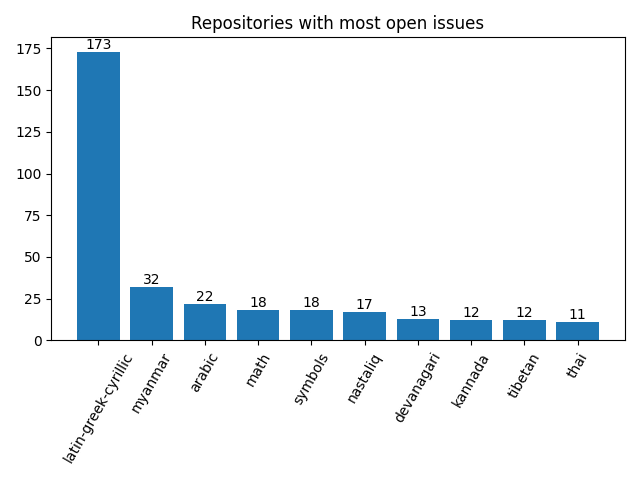 Repositories with most open issues
175
150
125
100
75
50
25
0
173
32
22
18
18
17
13
12
12
11
latin-greek-cyrillic
myanmar
arabic
math
symbols
nastaliq
devanagari
kannada
tibetan
thai